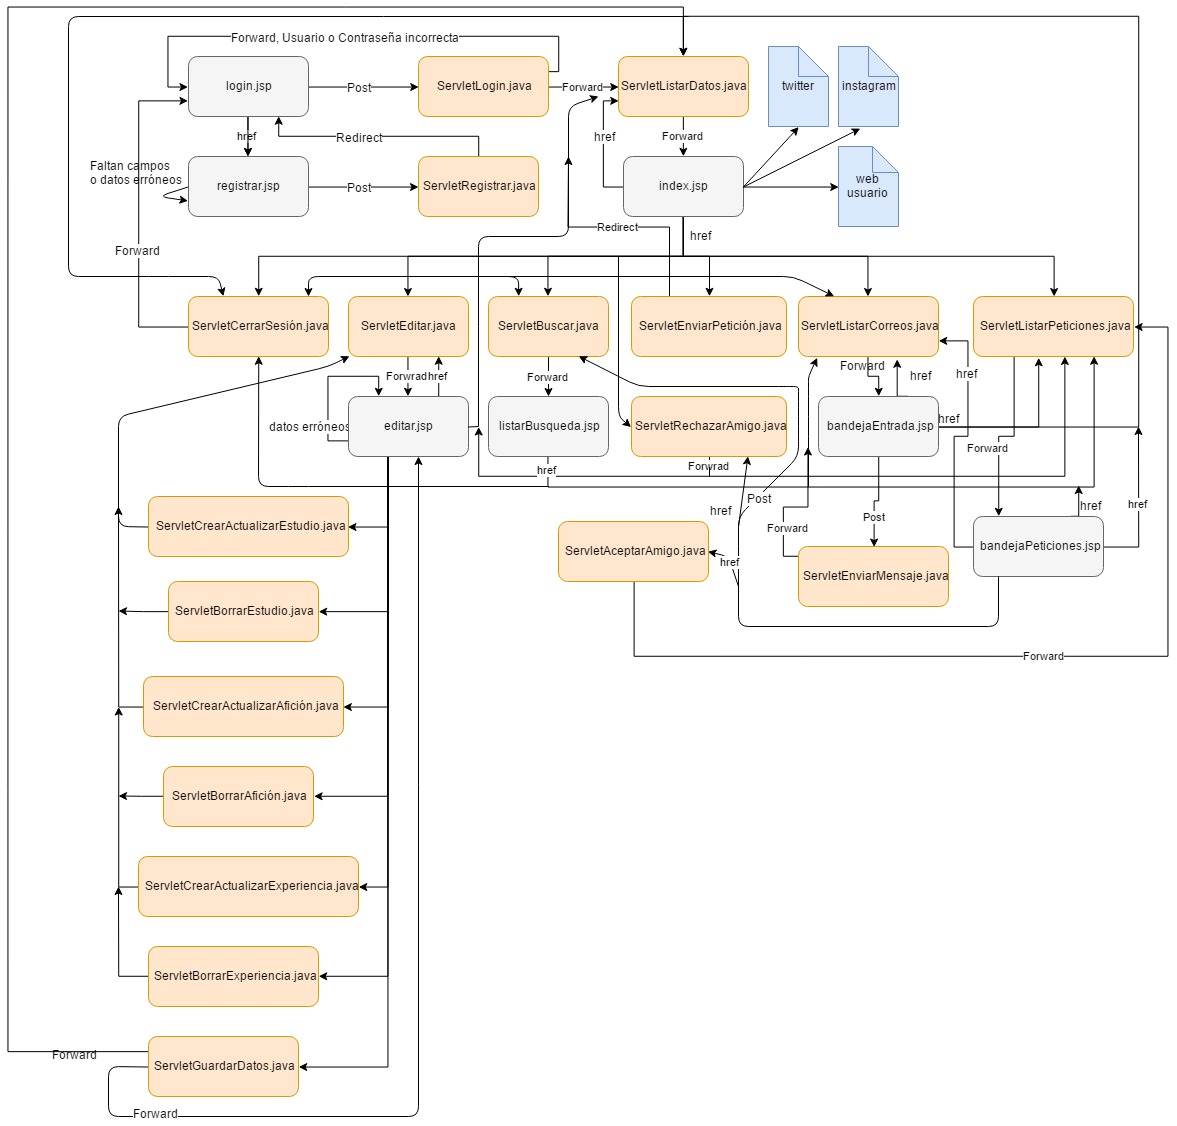 Forward, Usuario o Contraseña incorrecta
login.jsp
Post
ServletLogin.java
Forward
ServletListarDatos.java
twitter
instagram
href
Redirect
href
Forward
Faltan campos
o datos erróneos
registrar.jsp
Post
ServletRegistrar.java
index.jsp
web
usuario
Redirect
href
Forward
ServletCerrarSesión.java
ServletEditar.java
ServletBuscar.java
ServletEnviarPetición.java
ServletListarCorreos.java
ServletListarPeticiones.java
Forwrad
href
Forward
Forward
href
href
datos erróneos
editar.jsp
listarBusqueda.jsp
ServletRechazarAmigo.java
bandejaEntrada.jsp
href
Forward
href
Forwrad
Post
href
href
href
ServletCrearActualizarEstudio.java
Post
Forward
ServletAceptarAmigo.java
href
bandejaPeticiones.jsp
ServletEnviarMensaje.java
ServletBorrarEstudio.java
Forward
ServletCrearActualizarAfición.java
ServletBorrarAfición.java
ServletCrearActualizarExperiencia.java
ServletBorrarExperiencia.java
Forward
ServletGuardarDatos.java
Forward